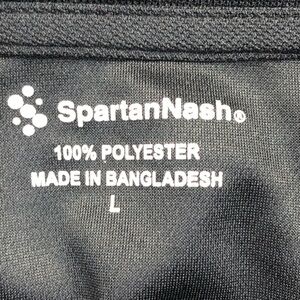 SpartanNash®
100% POLYESTER
MADE IN BANGLADESH
L